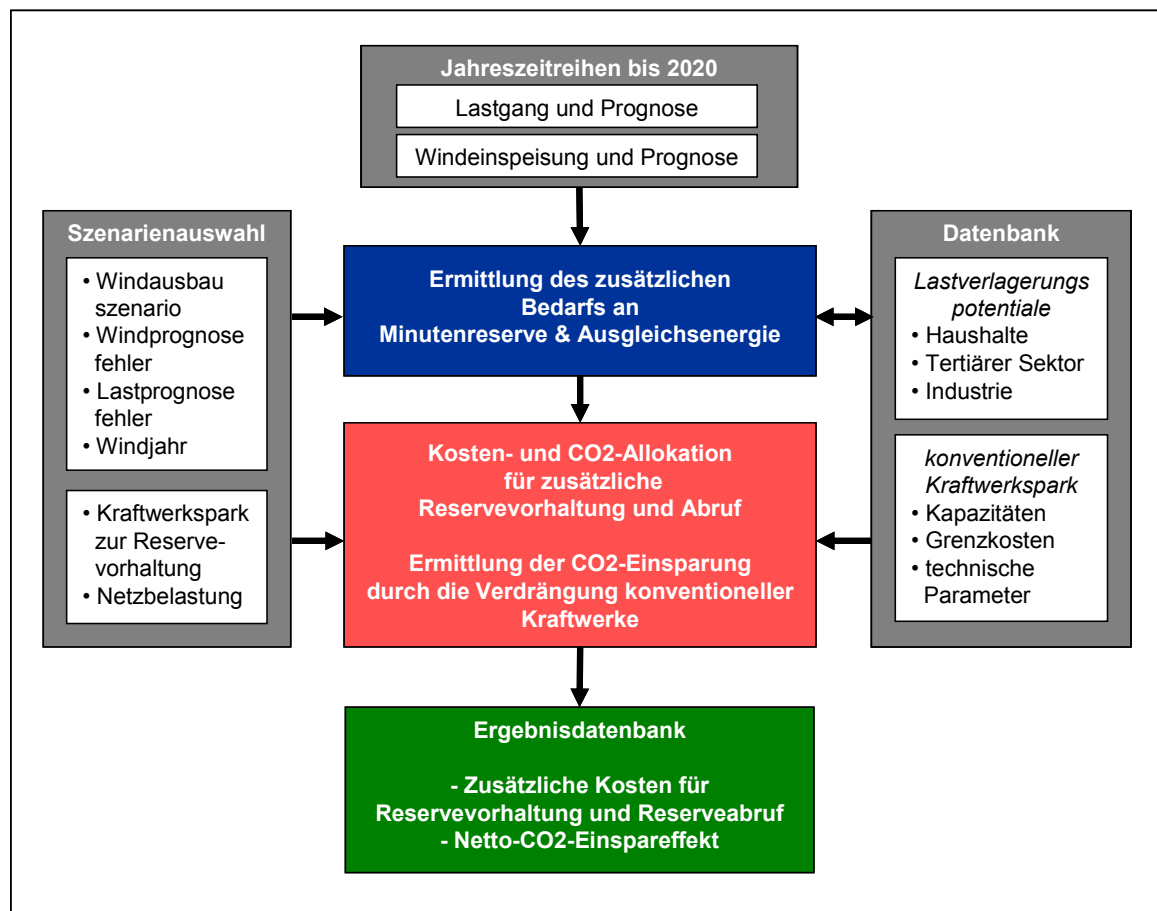 Jahreszeitreihen bis 2020
Lastgang und Prognose
Windeinspeisung und Prognose
Szenarienauswahl
• Windausbau
szenario
• Windprognose
fehler
• Lastprognose
fehler
• Windjahr
• Kraftwerkspark
zur Reserve-
vorhaltung
• Netzbelastung
Ermittlung des zusätzlichen
Bedarfs an
Minutenreserve & Ausgleichsenergie
Kosten- und CO2-Allokation
für zusätzliche
Reservevorhaltung und Abruf
Ermittlung der CO2-Einsparung
durch die Verdrängung konventioneller
Kraftwerke
Datenbank
Lastverlagerungs
potentiale
• Haushalte
• Tertiärer Sektor
• Industrie
konventioneller
Kraftwerkspark
• Kapazitäten
• Grenzkosten
• technische
Parameter
Ergebnisdatenbank
- Zusätzliche Kosten für
Reservevorhaltung und Reserveabruf
- Netto-CO2-Einspareffekt